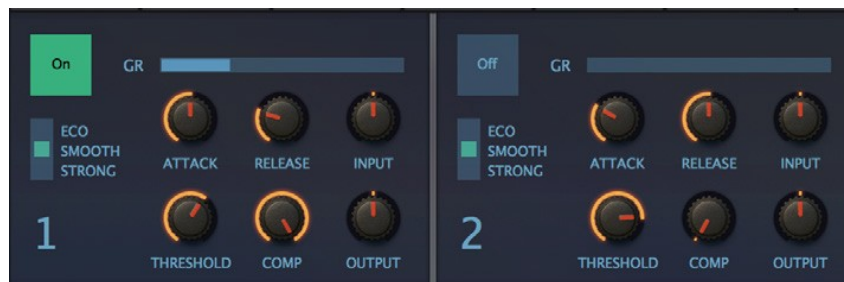 On
GR
ECO
SMOOTH
STRONG
ATTACK
RELEASE
INPUT
1
THRESHOLD
COMP
OUTPUT
Off
GR
ECO
SMOOTH
STRONG
ATTACK
RELEASE
INPUT
2
THRESHOLD
COMP
OUTPUT